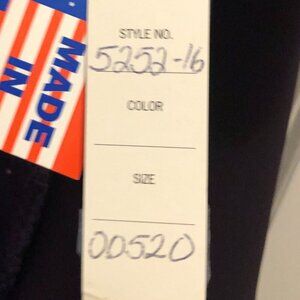 STYLE NO.
5252-16
COLOR
SIZE
00520
MADE
IN